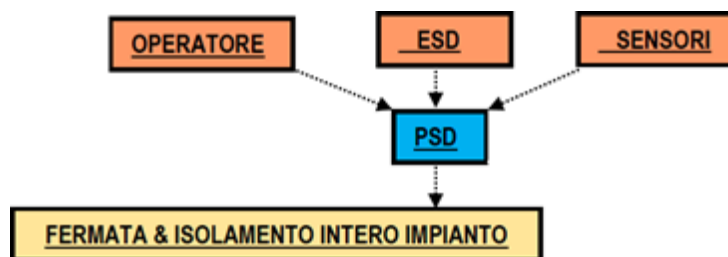 OPERATORE
ESD
SENSORI
PSD
FERMATA & ISOLAMENTO INTERO IMPIANTO